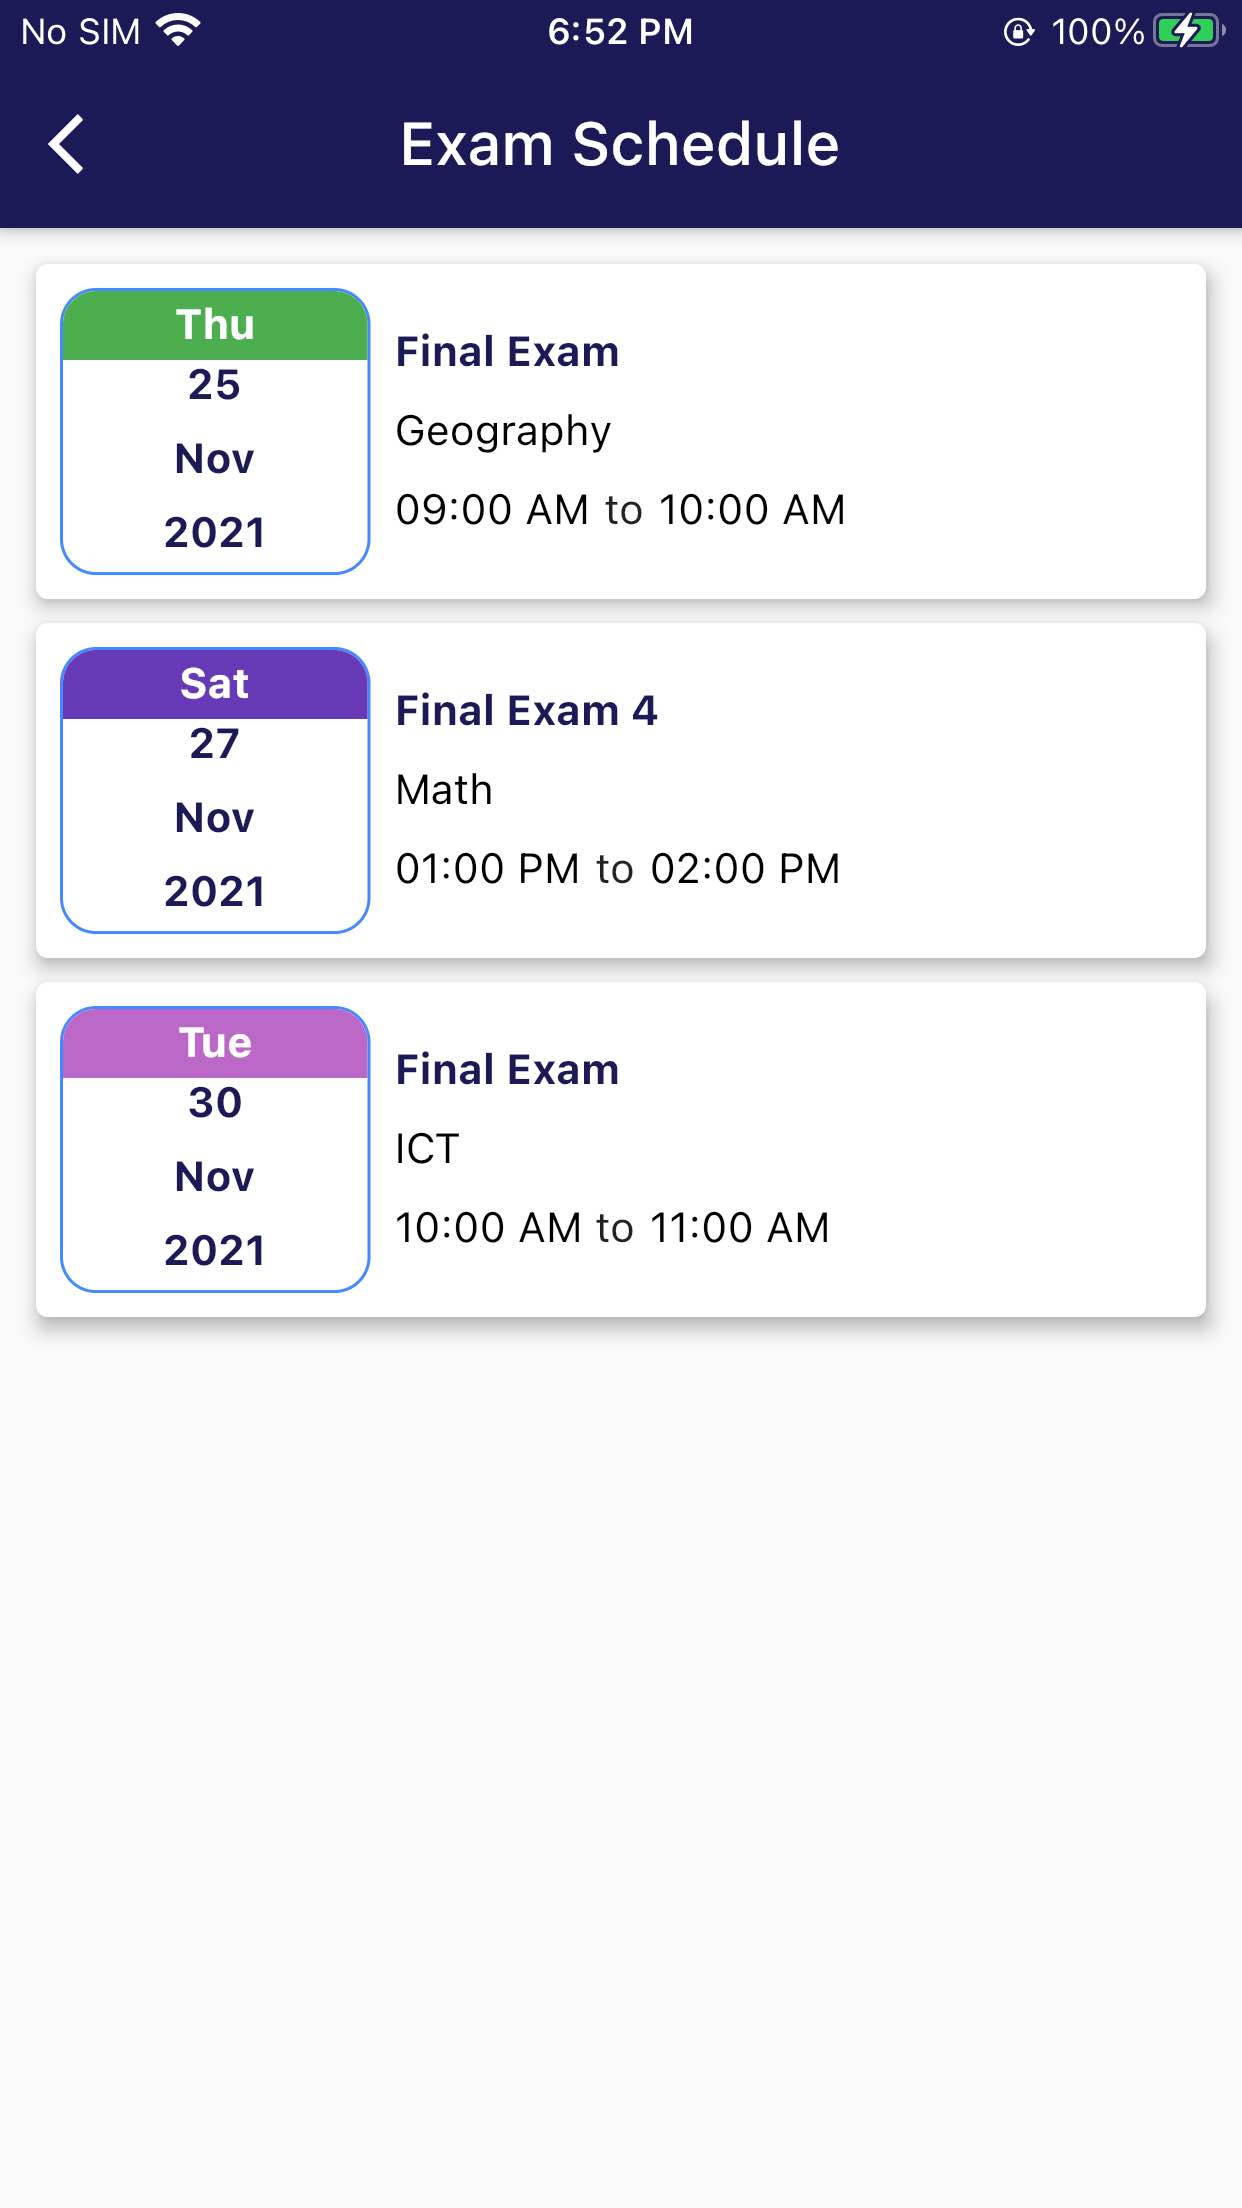 No SIM 6:52 PM 100%
Exam Schedule
Thu
25
Nov
2021
Final Exam
Geography
09:00 AM to 10:00 AM
Sat
27
Nov
2021
Final Exam 4
Math
01:00 PM to 02:00 PM
Tue
30
Nov
2021
Final Exam
ICT
10:00 AM to 11:00 AM